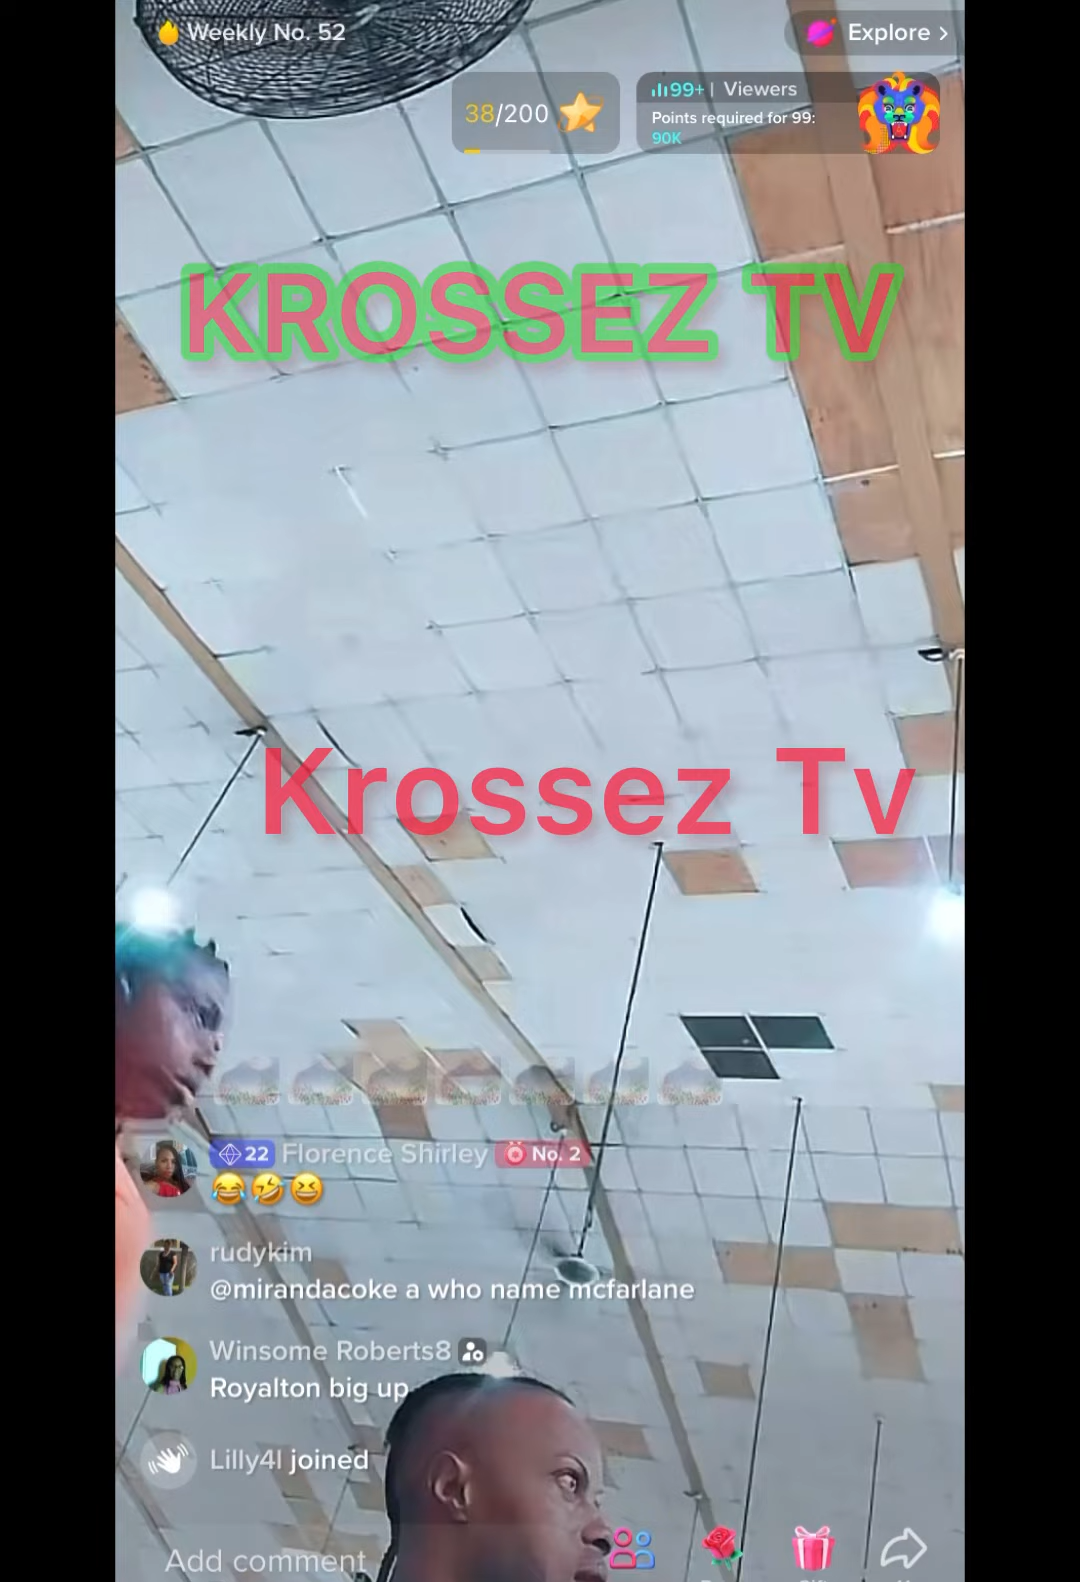 Weekly No. 52
Explore >
38/200
99+ | Viewers
Points required for 99:
90K
KROSSEZ TV
Krossez Tv
22 Florence Shirley No. 2
rudykim
@mirandacoke a who name mcfarlane
Winsome Roberts8
Royalton big up
Lilly4l joined
Add comment